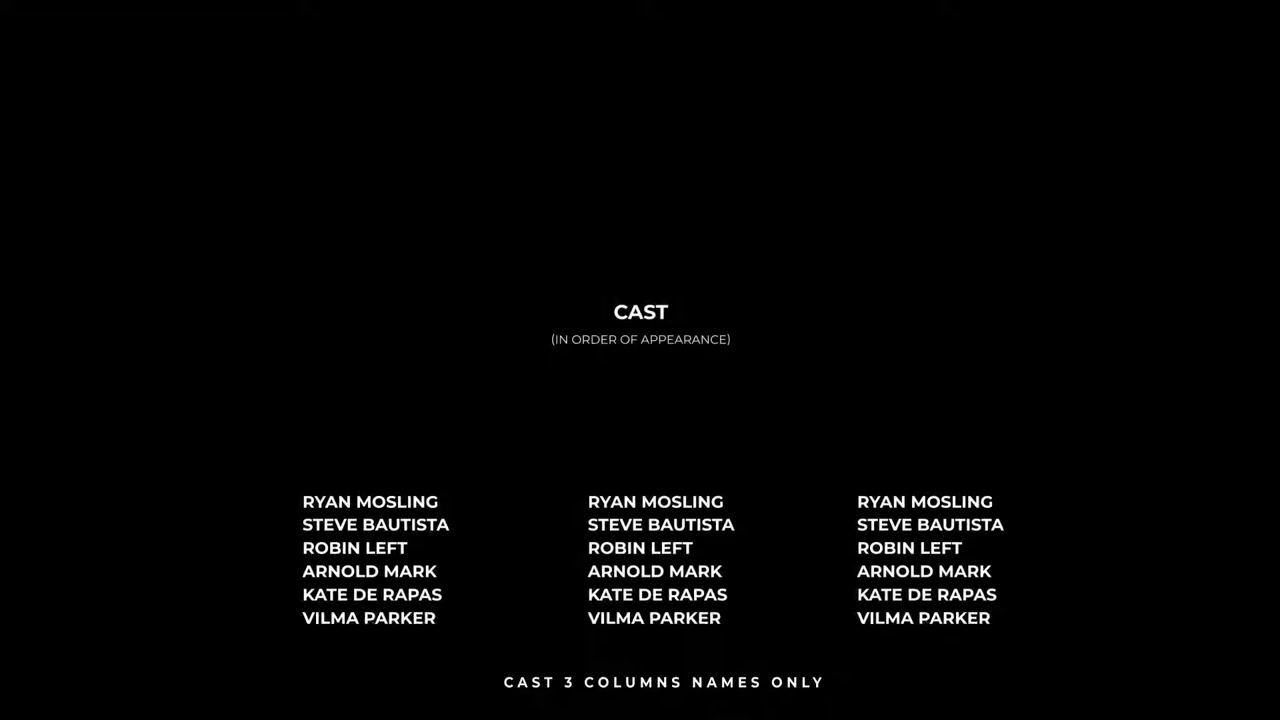 CAST
(IN ORDER OF APPEARANCE)
RYAN MOSLING
STEVE BAUTISTA
ROBIN LEFT
ARNOLD MARK
KATE DE RAPAS
VILMA PARKER
RYAN MOSLING
STEVE BAUTISTA
ROBIN LEFT
ARNOLD MARK
KATE DE RAPAS
VILMA PARKER
RYAN MOSLING
STEVE BAUTISTA
ROBIN LEFT
ARNOLD MARK
KATE DE RAPAS
VILMA PARKER
CAST 3 COLUMNS NAMES ONLY